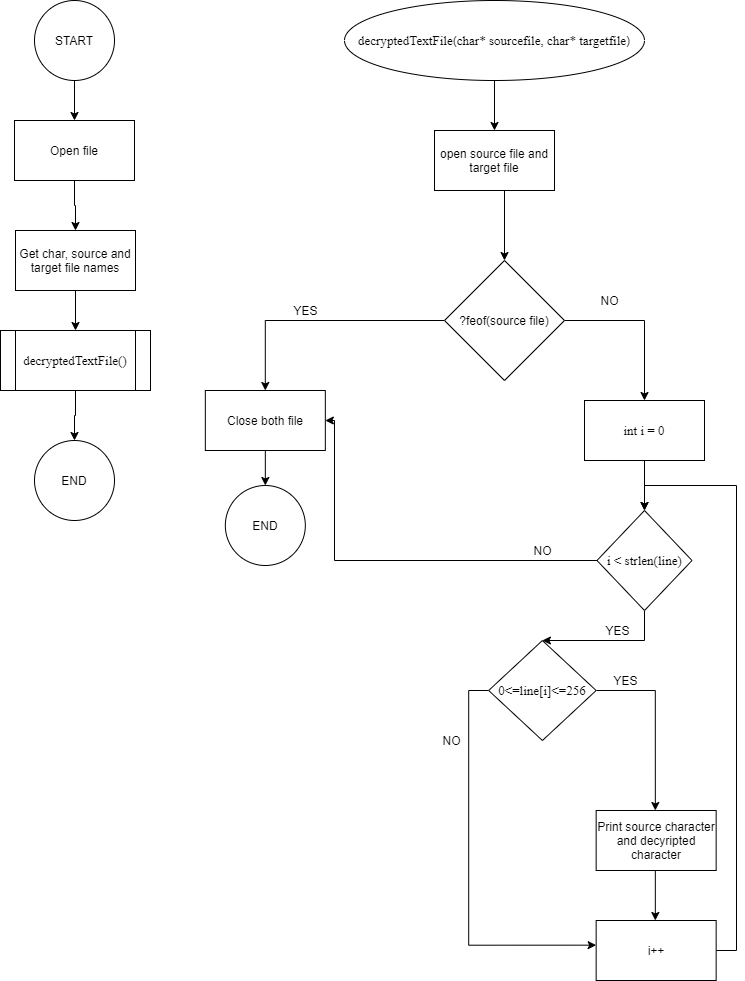 START
Open file
Get char, source and
target file names
decryptedTextFile()
END
decryptedTextFile(char* sourcefile, char* targetfile)
open source file and
target file
?feof(source file)
YES
NO
Close both file
END
int i = 0
i < strlen(line)
NO
YES
0<=line[i]<=256
YES
NO
Print source character
and decyripted
character
i++